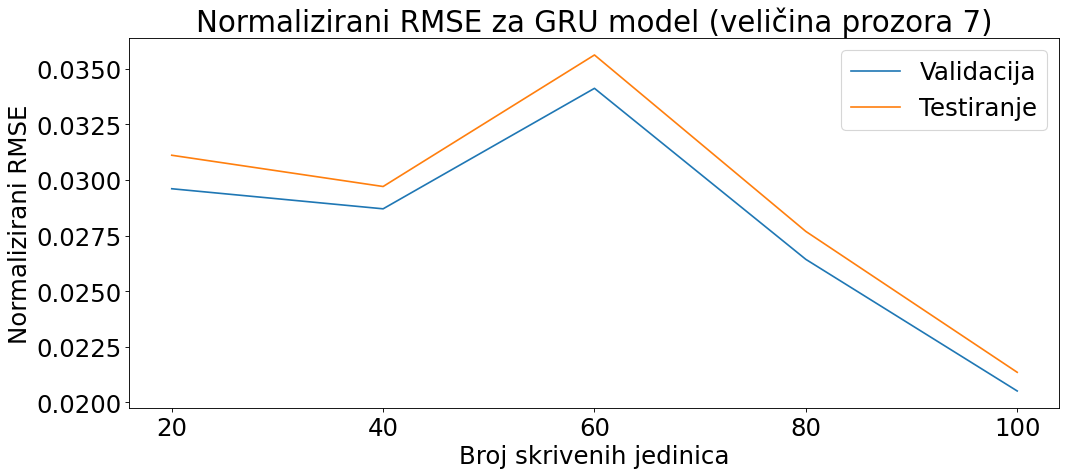 Normalizirani RMSE za GRU model (veličina prozora 7)
Normalizirani RMSE
0.0350
0.0325
0.0300
0.0275
0.0250
0.0225
0.0200
Validacija
Testiranje
20 40 60 80 100
Broj skrivenih jedinica